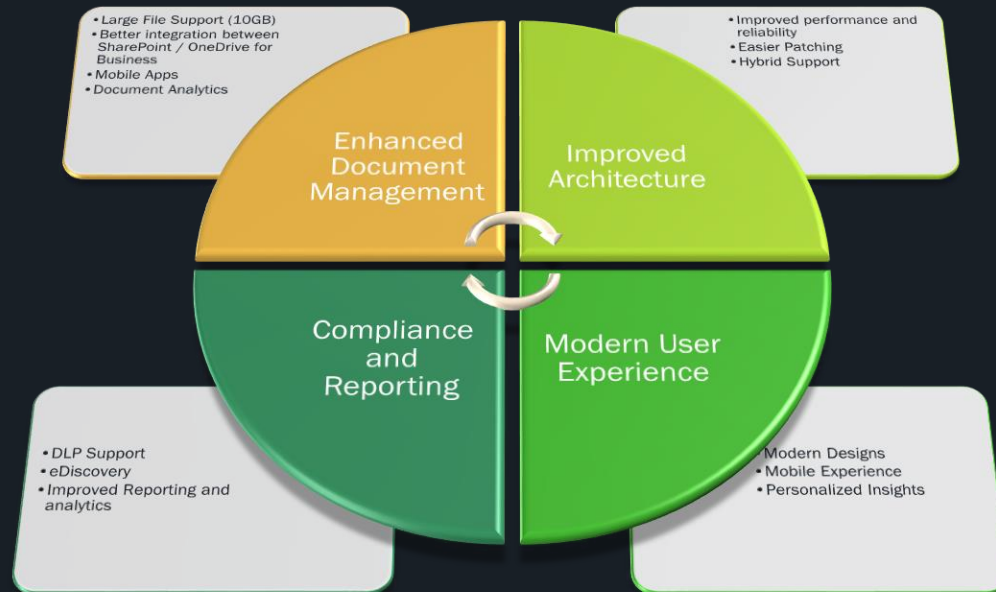 • Large File Support (10GB)
• Better integration between
SharePoint / OneDrive for
Business
• Mobile Apps
• Document Analytics
• Improved performance and
reliability
• Easier Patching
• Hybrid Support
Enhanced
Document
Management
Improved
Architecture
Compliance
and
Reporting
Modern User
Experience
• DLP Support
• eDiscovery
• Improved Reporting and
analytics
• Modern Designs
• Mobile Experience
• Personalized Insights